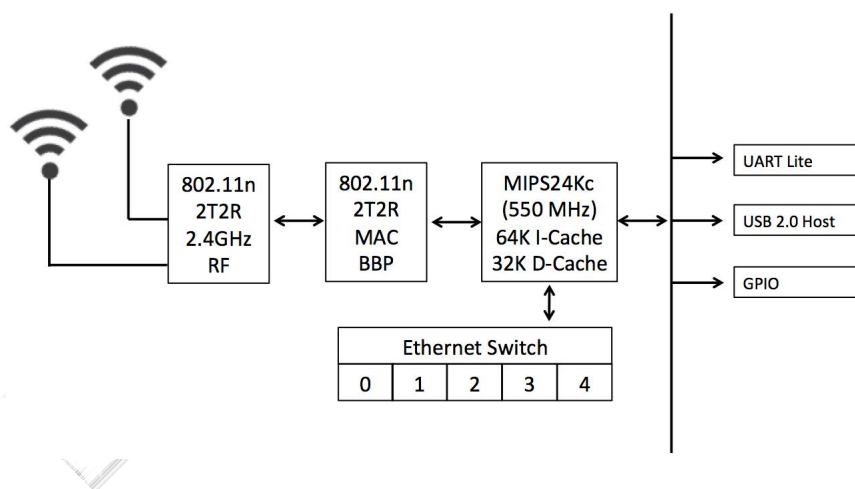 802.11n
2T2R
2.4GHz
RF
802.11n
2T2R
MAC
BBP
MIPS24Kc
(550 MHz)
64K I-Cache
32K D-Cache
Ethernet Switch
0 1 2 3 4
UART Lite
USB 2.0 Host
GPIO